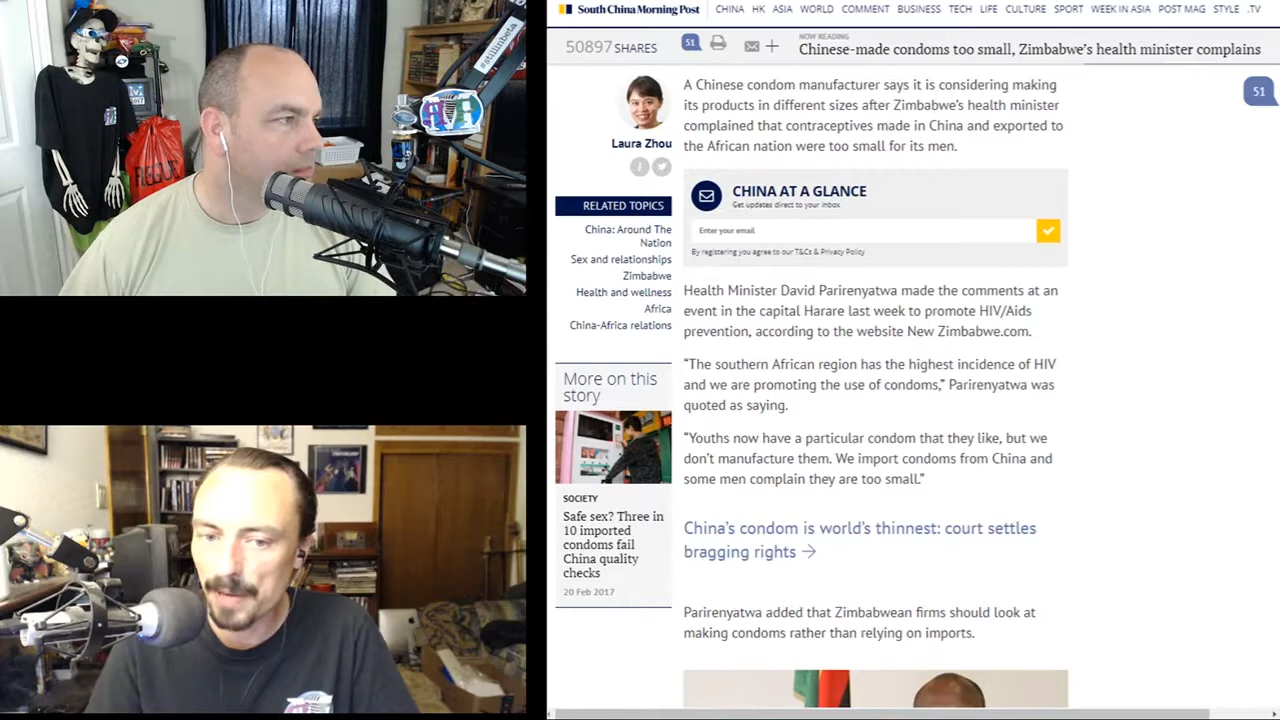 #stillinbeta
ROGUE
South China Morning Post
CHINA HK ASIA WORLD COMMENT BUSINESS TECH LIFE CULTURE SPORT WEEK IN ASIA POST MAG STYLE .TV
50897 SHARES
51
NOW READING
Chinese-made condoms too small, Zimbabwe's health minister complains
51
Laura Zhou
RELATED TOPICS
China: Around The
Nation
Sex and relationships
Zimbabwe
Health and wellness
Africa
China-Africa relations
More on this
story
SOCIETY
Safe sex? Three in
10 imported
condoms fail
China quality
checks
20 Feb 2017
A Chinese condom manufacturer says it is considering making
its products in different sizes after Zimbabwe's health minister
complained that contraceptives made in China and exported to
the African nation were too small for its men.
CHINA AT A GLANCE
Get updates direct to your inbox
Enter your email
By registering you agree to our T&Cs & Privacy Policy
Health Minister David Parirenyatwa made the comments at an
event in the capital Harare last week to promote HIV/Aids
prevention, according to the website New Zimbabwe.com.
“The southern African region has the highest incidence of HIV
and we are promoting the use of condoms,” Parirenyatwa was
quoted as saying.
“Youths now have a particular condom that they like, but we
don't manufacture them. We import condoms from China and
some men complain they are too small.”
China's condom is world's thinnest: court settles
bragging rights →
Parirenyatwa added that Zimbabwean firms should look at
making condoms rather than relying on imports.